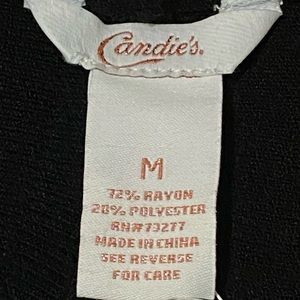 Candie's.
M
72% RAYON
28% POLYESTER
RN#73277
MADE IN CHINA
SEE REVERSE
FOR CARE